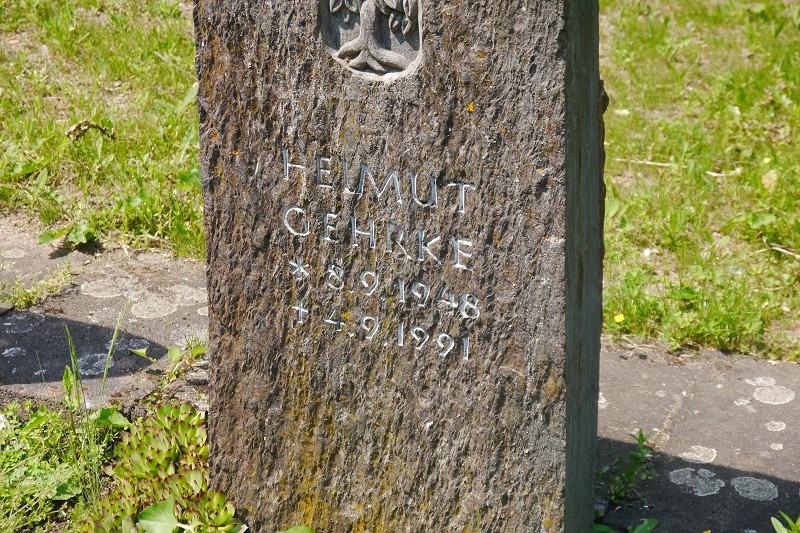 HELMUT
GEHRKE
* 8.9.1948
† 4.9.1991